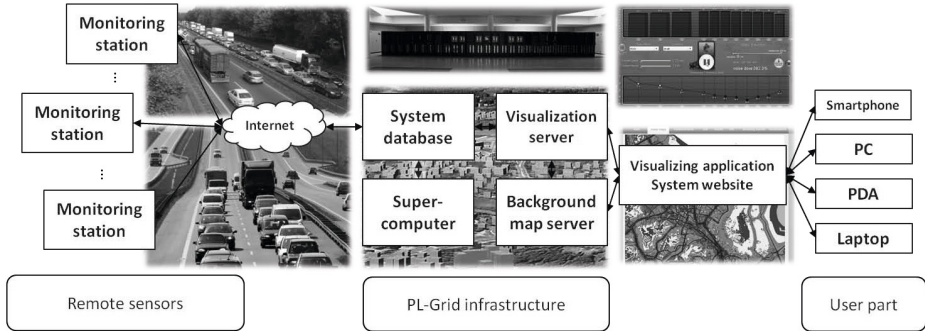 Monitoring
station
...
Monitoring
station
...
Monitoring
station
Internet
System
database
Visualization
server
Super-
computer
Background
map server
Visualizing application
System website
Smartphone
PC
PDA
Laptop
Remote sensors
PL-Grid infrastructure
User part